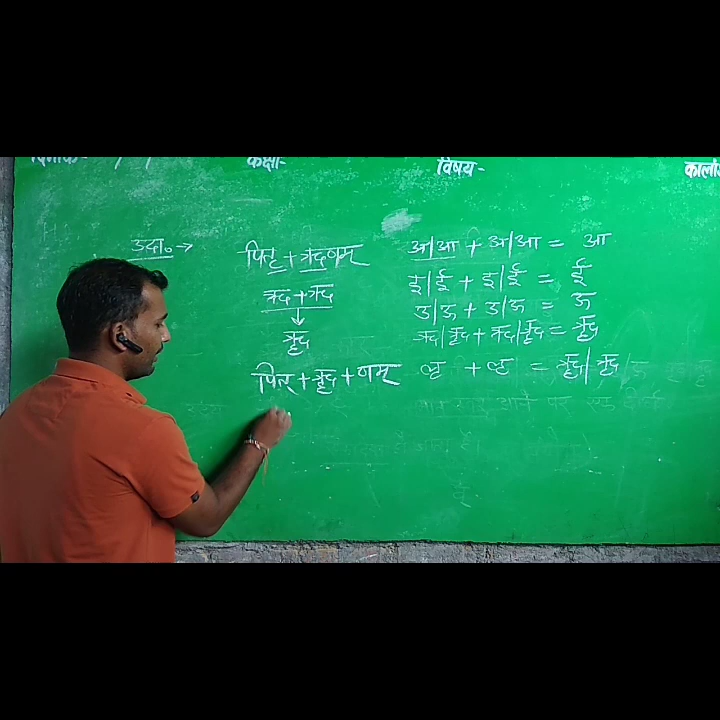 दिनांक- कक्षा- विषय- कालां
उदा० → पितृ + ऋणम् अ|आ + अ|आ = आ
ऋ + ऋ इ|ई + इ|ई = ई
↓ उ|ऊ + उ|ऊ = ऊ
ॠ ऋ|ॠ + ऋ|ॠ = ॠ
पित् + ॠ + णम् ऌ + ऌ = ॠ|ॠ